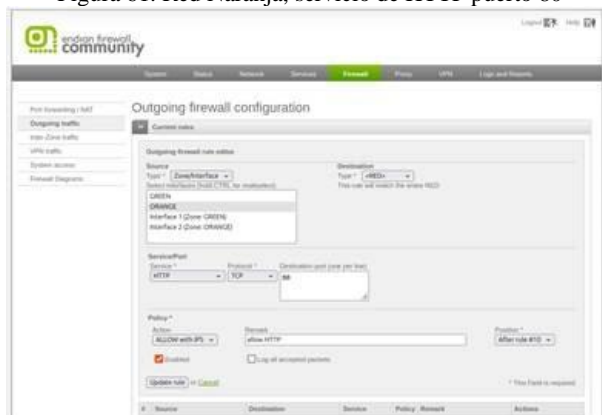 Figura 61. Red Naranja, servicio de HTTP puerto 80
Logout Help
endian firewall
community
System Status Network Services Firewall Proxy VPN Logs and Reports
Port forwarding / NAT
Outgoing traffic
Inter-Zone traffic
VPN traffic
System access
Firewall Diagrams
Outgoing firewall configuration
Current rules
Outgoing firewall rule editor
Source
Type * Zone/Interface
Select interfaces (hold CTRL for multiselect)
GREEN
ORANGE
Interface 1 (Zone: GREEN)
Interface 2 (Zone: ORANGE)
Destination
Type * <RED>
This rule will match the entire RED
Service/Port
Service * HTTP
Protocol * TCP
Destination port (one per line)
80
Policy *
Action ALLOW with IPS
Remark allow HTTP
Position * After rule #10
Enabled
Log all accepted packets
Update rule or Cancel
* This Field is required.
# Source Destination Service Policy Remark Actions